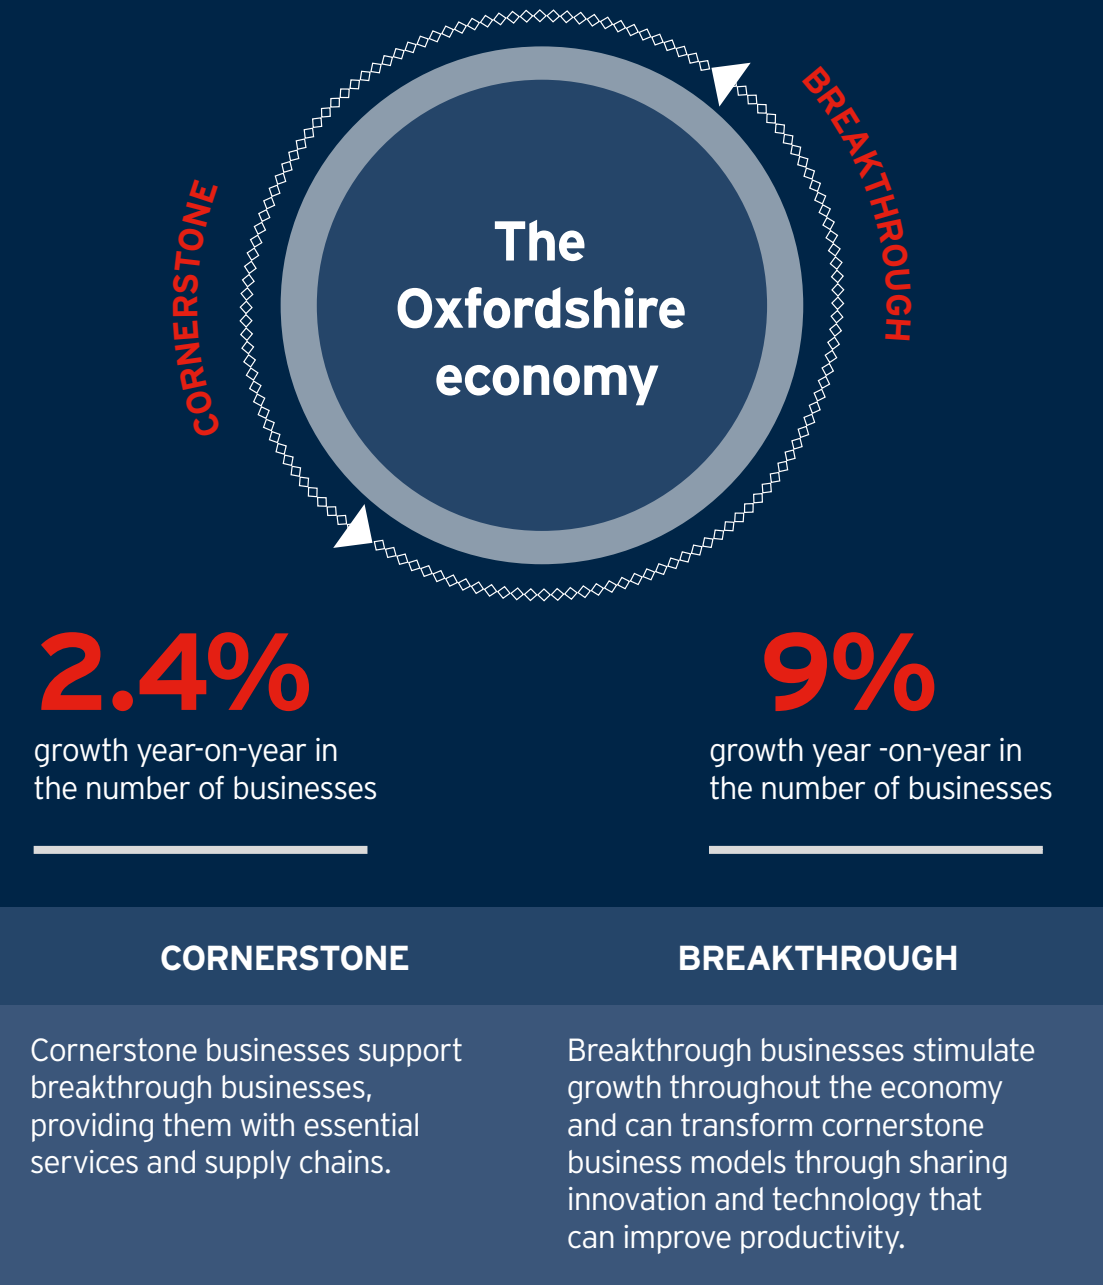 CORNERSTONE
BREAKTHROUGH
The
Oxfordshire
economy
2.4%
growth year-on-year in
the number of businesses
9%
growth year -on-year in
the number of businesses
CORNERSTONE
Cornerstone businesses support
breakthrough businesses,
providing them with essential
services and supply chains.
BREAKTHROUGH
Breakthrough businesses stimulate
growth throughout the economy
and can transform cornerstone
business models through sharing
innovation and technology that
can improve productivity.